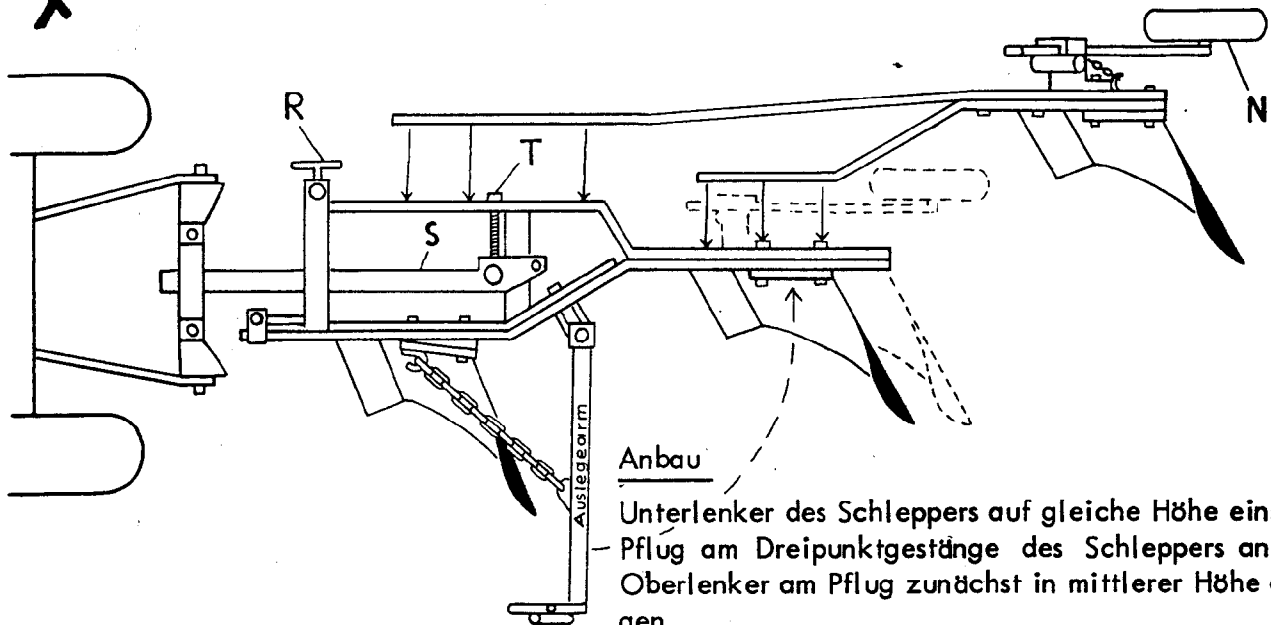 R
T
S
N
Auslegearm
Anbau
Unterlenker des Schleppers auf gleiche Höhe ein
Pflug am Dreipunktgestänge des Schleppers an
Oberlenker am Pflug zunächst in mittlerer Höhe
gen